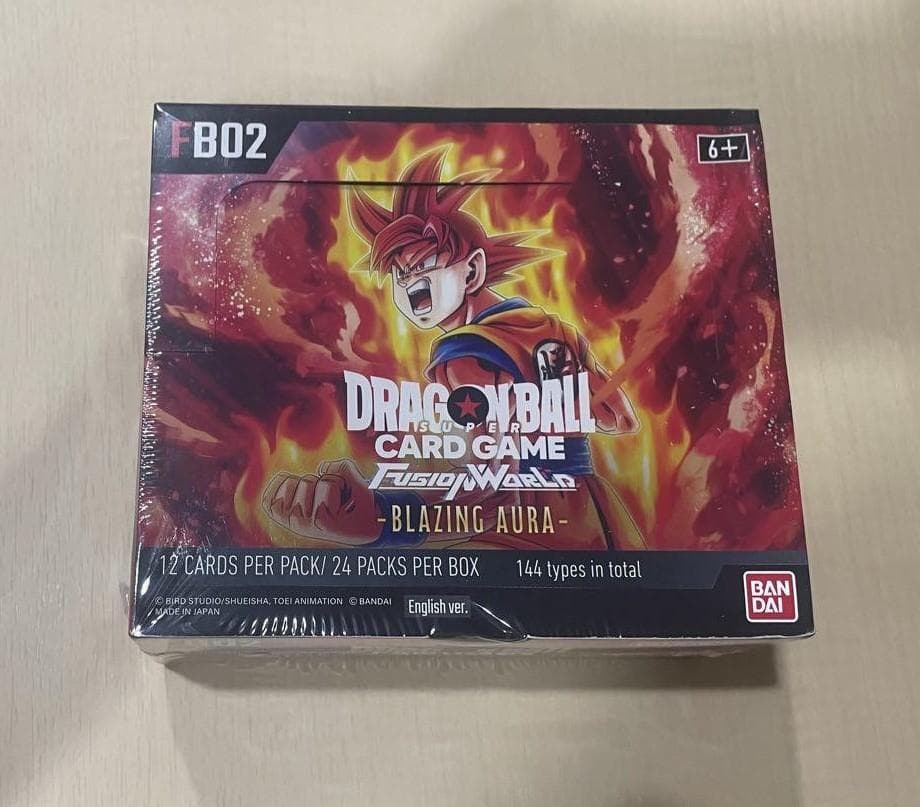 FB02
6+
DRAGON BALL
SUPER
CARD GAME
FUSION WORLD
-BLAZING AURA-
12 CARDS PER PACK/ 24 PACKS PER BOX 144 types in total
© BIRD STUDIO/SHUEISHA, TOEI ANIMATION © BANDAI
MADE IN JAPAN
English ver.
BAN
DAI